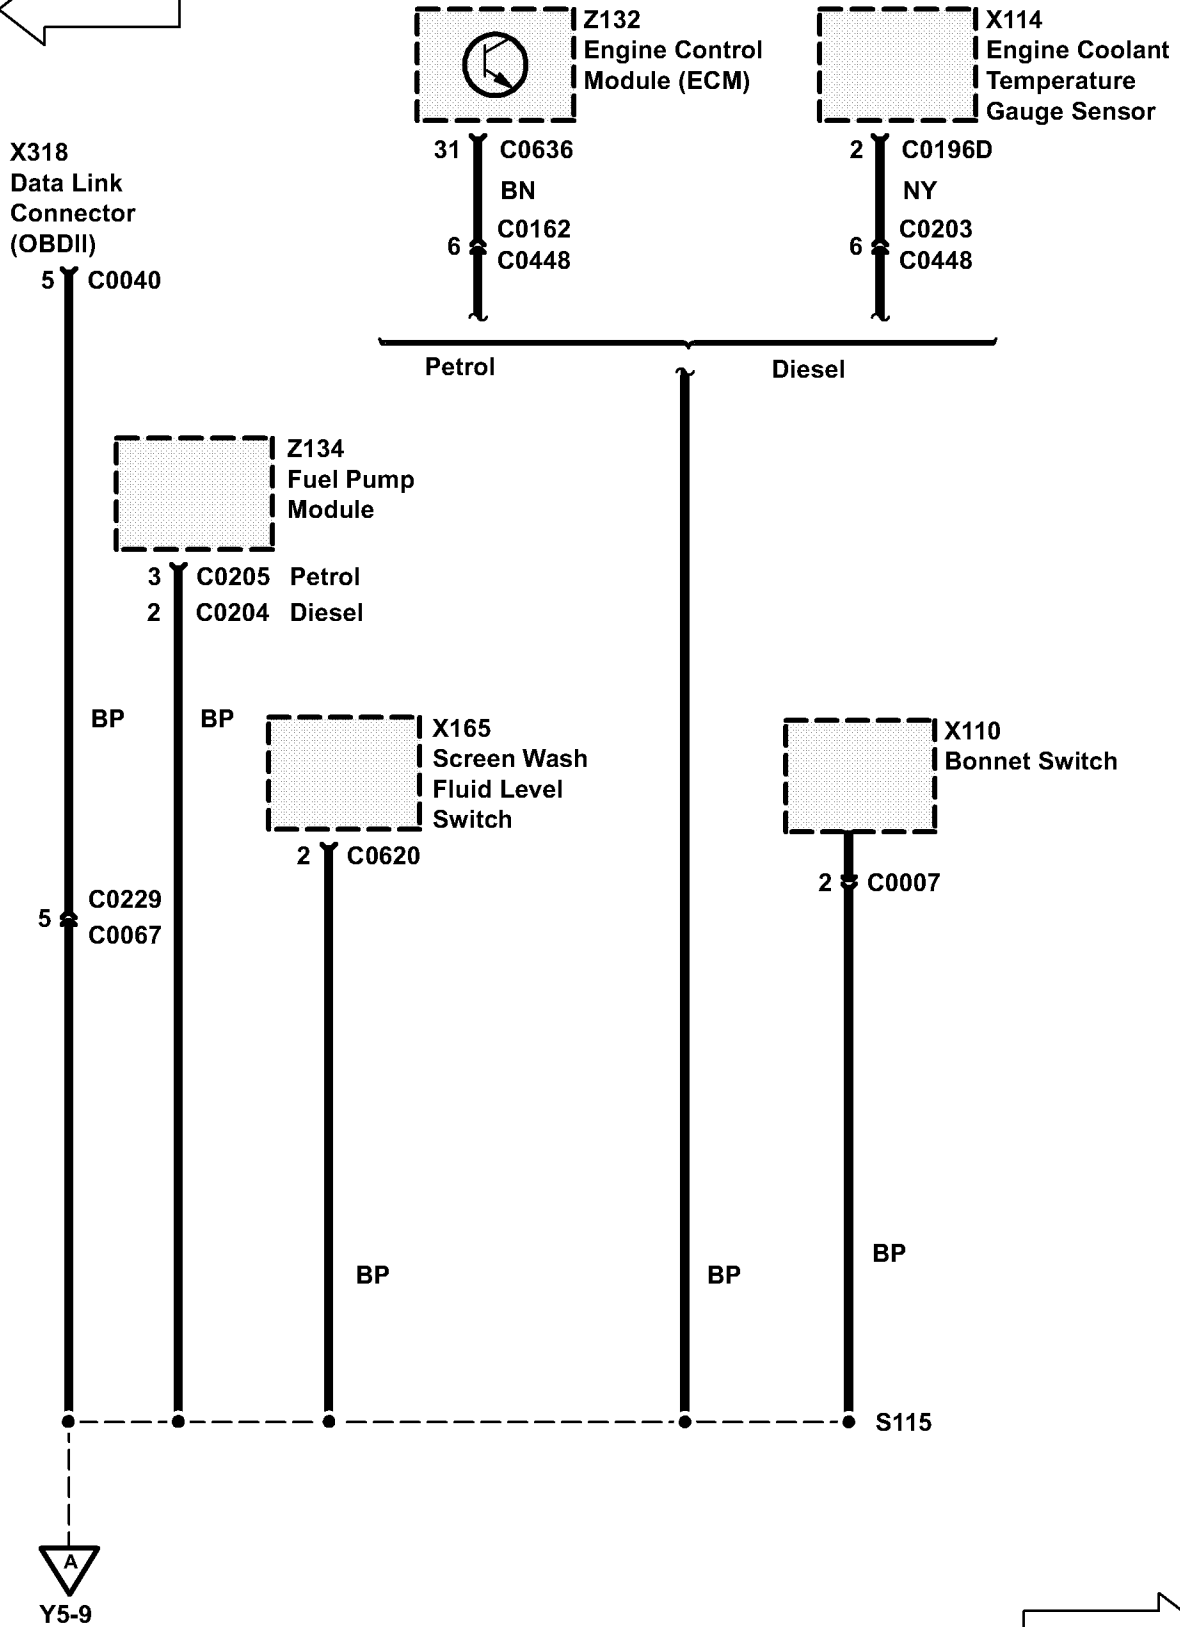 Z132
Engine Control
Module (ECM)
X114
Engine Coolant
Temperature
Gauge Sensor
31 C0636
BN
C0162
6
C0448
2 C0196D
NY
C0203
6
C0448
X318
Data Link
Connector
(OBDII)
5 C0040
Petrol
Diesel
Z134
Fuel Pump
Module
3 C0205 Petrol
2 C0204 Diesel
BP
BP
X165
Screen Wash
Fluid Level
Switch
2 C0620
X110
Bonnet Switch
2 C0007
C0229
5
C0067
BP
BP
BP
S115
A
Y5-9